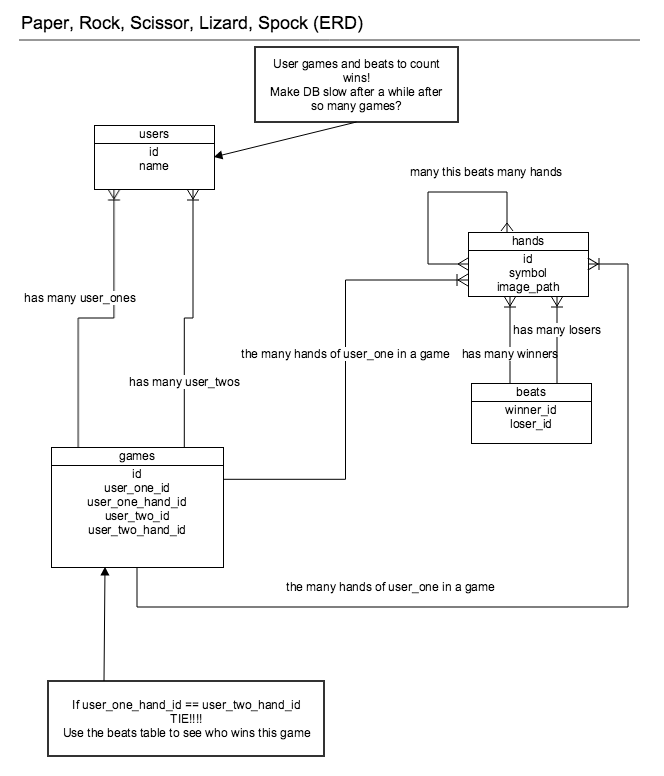 Paper, Rock, Scissor, Lizard, Spock (ERD)
User games and beats to count
wins!
Make DB slow after a while after
so many games?
users
id
name
many this beats many hands
hands
id
symbol
image_path
has many user_ones
has many losers
the many hands of user_one in a game
has many winners
has many user_twos
beats
winner_id
loser_id
games
id
user_one_id
user_one_hand_id
user_two_id
user_two_hand_id
the many hands of user_one in a game
If user_one_hand_id == user_two_hand_id
TIE!!!!
Use the beats table to see who wins this game